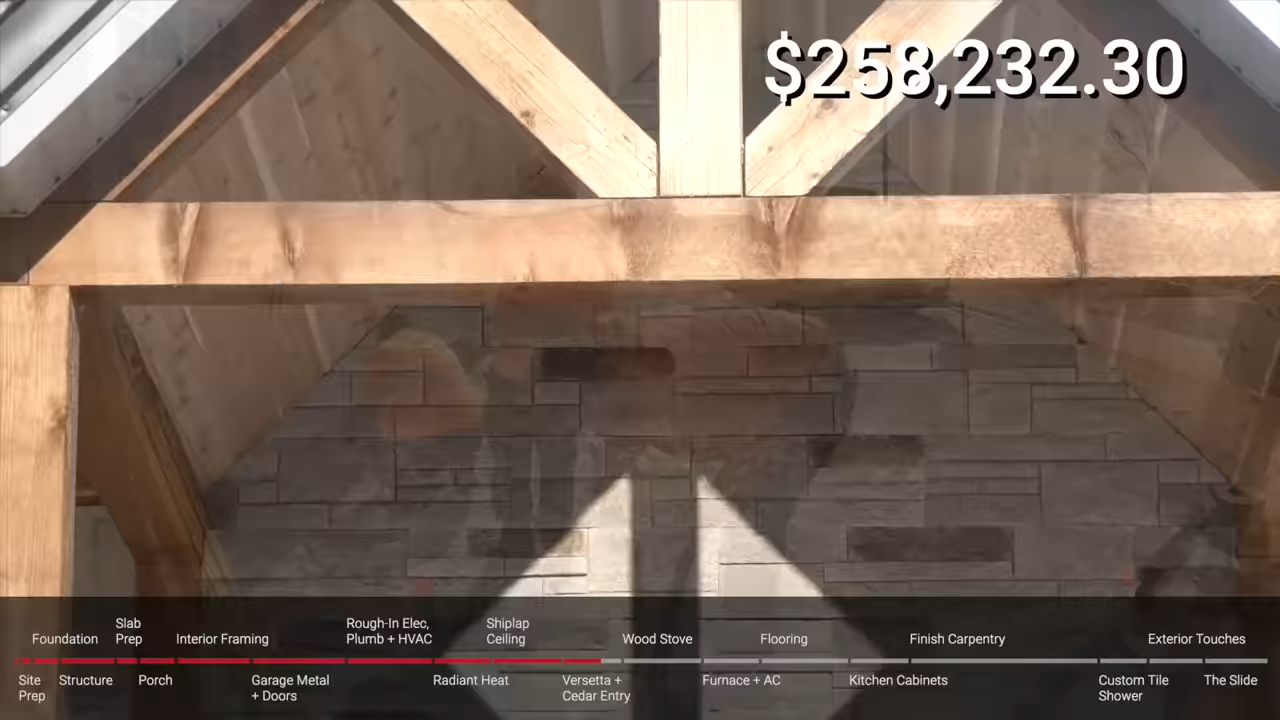 $258,232.30
Foundation
Slab
Prep
Interior Framing
Rough-In Elec,
Plumb + HVAC
Shiplap
Ceiling
Wood Stove
Flooring
Finish Carpentry
Exterior Touches
Site
Prep
Structure
Porch
Garage Metal
+ Doors
Radiant Heat
Versetta +
Cedar Entry
Furnace + AC
Kitchen Cabinets
Custom Tile
Shower
The Slide